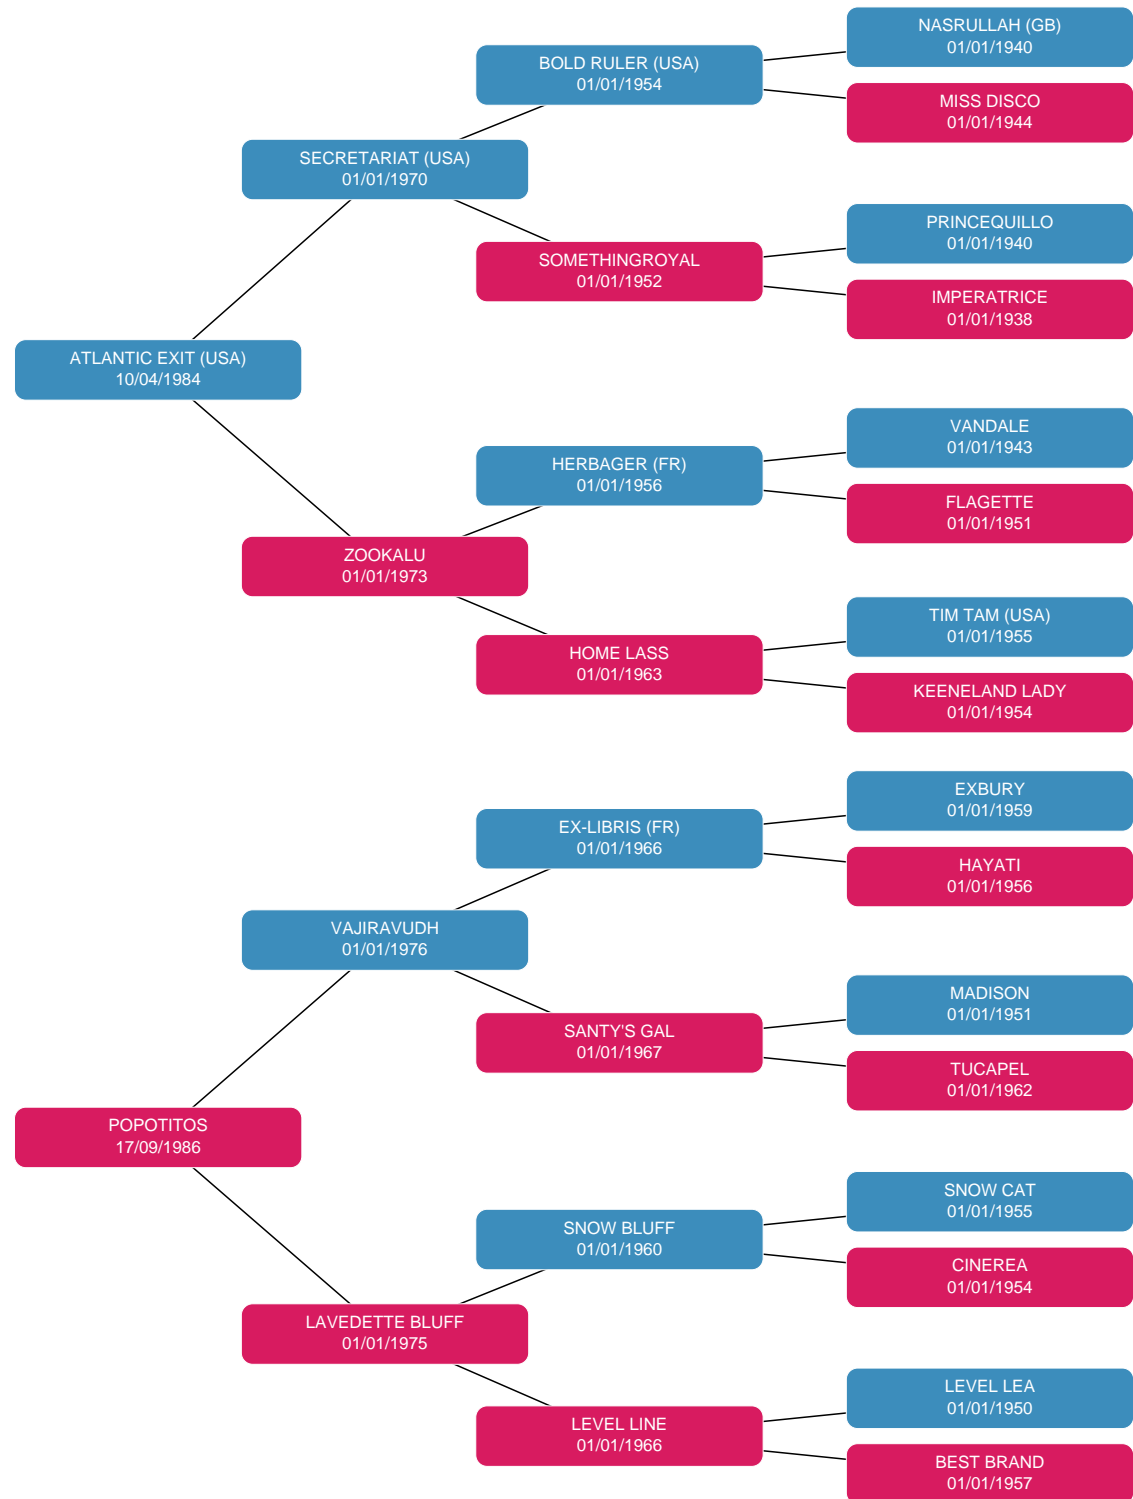 NASRULLAH (GB)
01/01/1940
BOLD RULER (USA)
01/01/1954
MISS DISCO
01/01/1944
SECRETARIAT (USA)
01/01/1970
PRINCEQUILLO
01/01/1940
SOMETHINGROYAL
01/01/1952
IMPERATRICE
01/01/1938
ATLANTIC EXIT (USA)
10/04/1984
VANDALE
01/01/1943
HERBAGER (FR)
01/01/1956
FLAGETTE
01/01/1951
ZOOKALU
01/01/1973
TIM TAM (USA)
01/01/1955
HOME LASS
01/01/1963
KEENELAND LADY
01/01/1954
EXBURY
01/01/1959
EX-LIBRIS (FR)
01/01/1966
HAYATI
01/01/1956
VAJIRAVUDH
01/01/1976
MADISON
01/01/1951
SANTY'S GAL
01/01/1967
TUCAPEL
01/01/1962
POPOTITOS
17/09/1986
SNOW CAT
01/01/1955
SNOW BLUFF
01/01/1960
CINEREA
01/01/1954
LAVEDETTE BLUFF
01/01/1975
LEVEL LEA
01/01/1950
LEVEL LINE
01/01/1966
BEST BRAND
01/01/1957